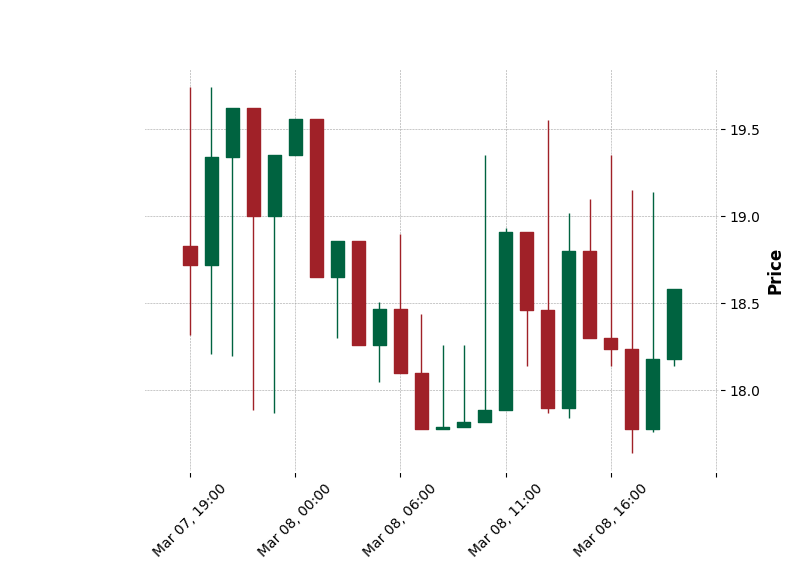 19.5
19.0
18.5
18.0
Price
Mar 07, 19:00
Mar 08, 00:00
Mar 08, 06:00
Mar 08, 11:00
Mar 08, 16:00